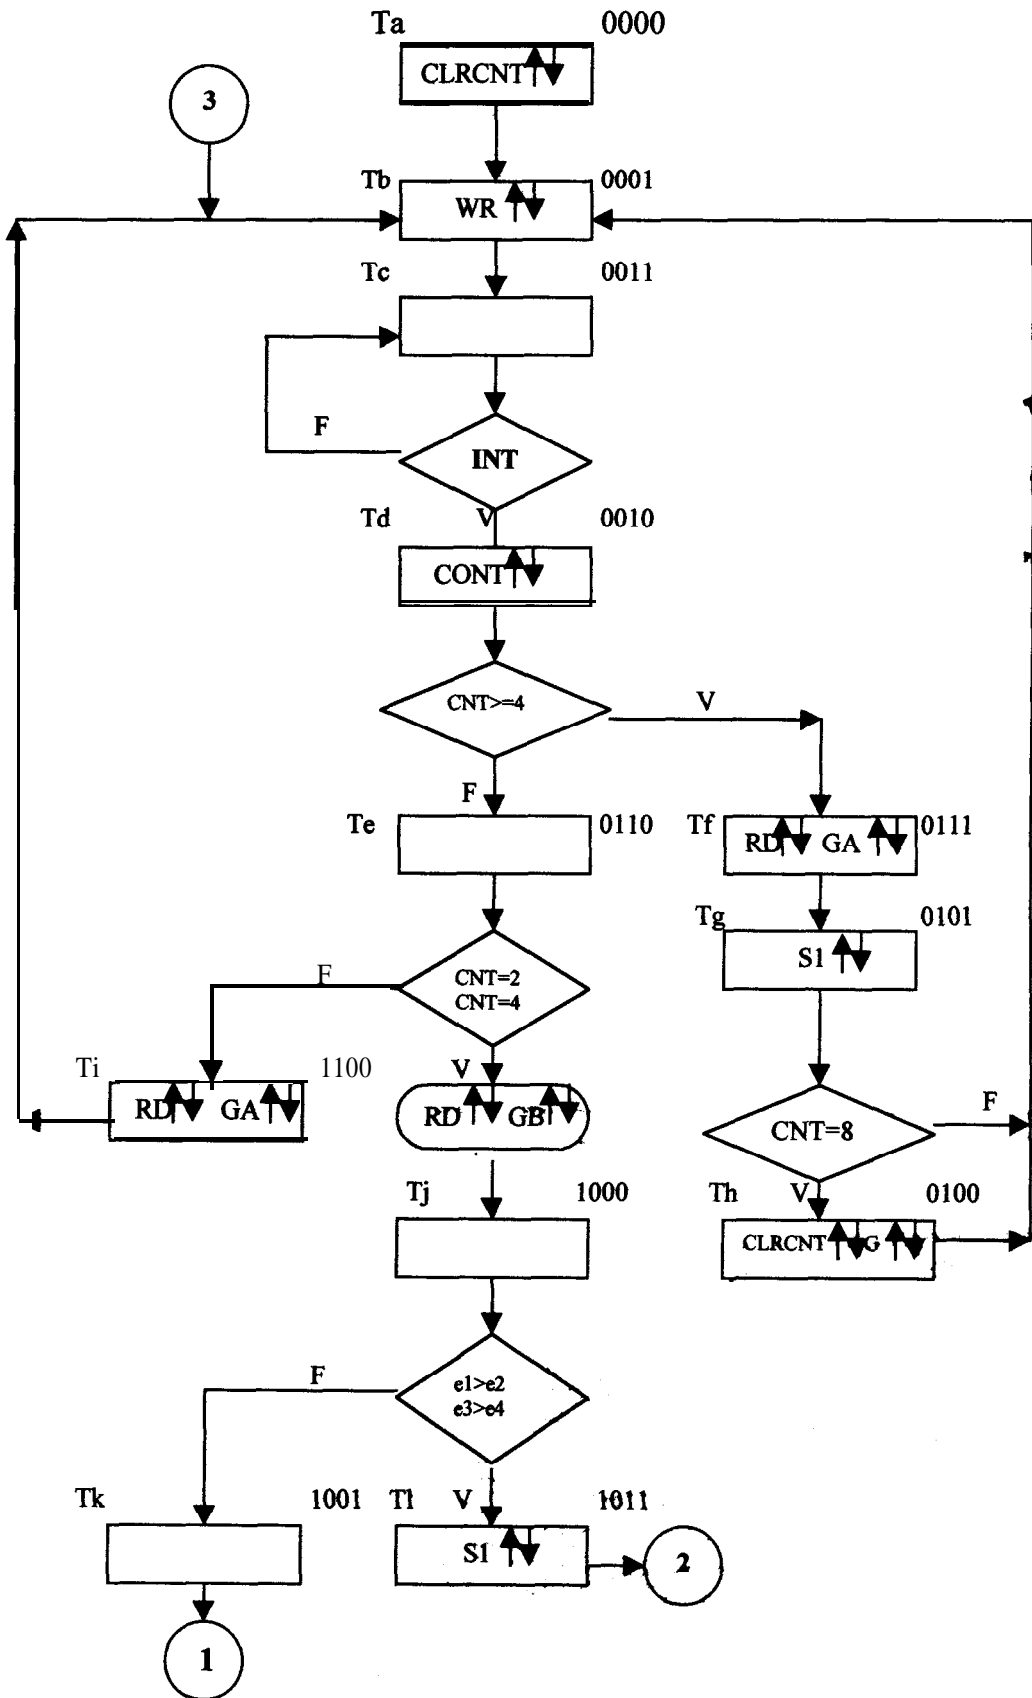 Ta 0000
CLRCNT
3
Tb 0001
WR
Tc 0011
F
INT
Td V 0010
CONT
CNT>=4
V
F
Te 0110
Tf 0111
RD GA
Tg 0101
S1
CNT=2
CNT=4
F
V
Ti 1100
RD GA
RD GB
CNT=8
F
Tj 1000
Th V 0100
CLRCNT G
e1>e2
e3>e4
F
Tk 1001
Tl V 1011
S1
2
1